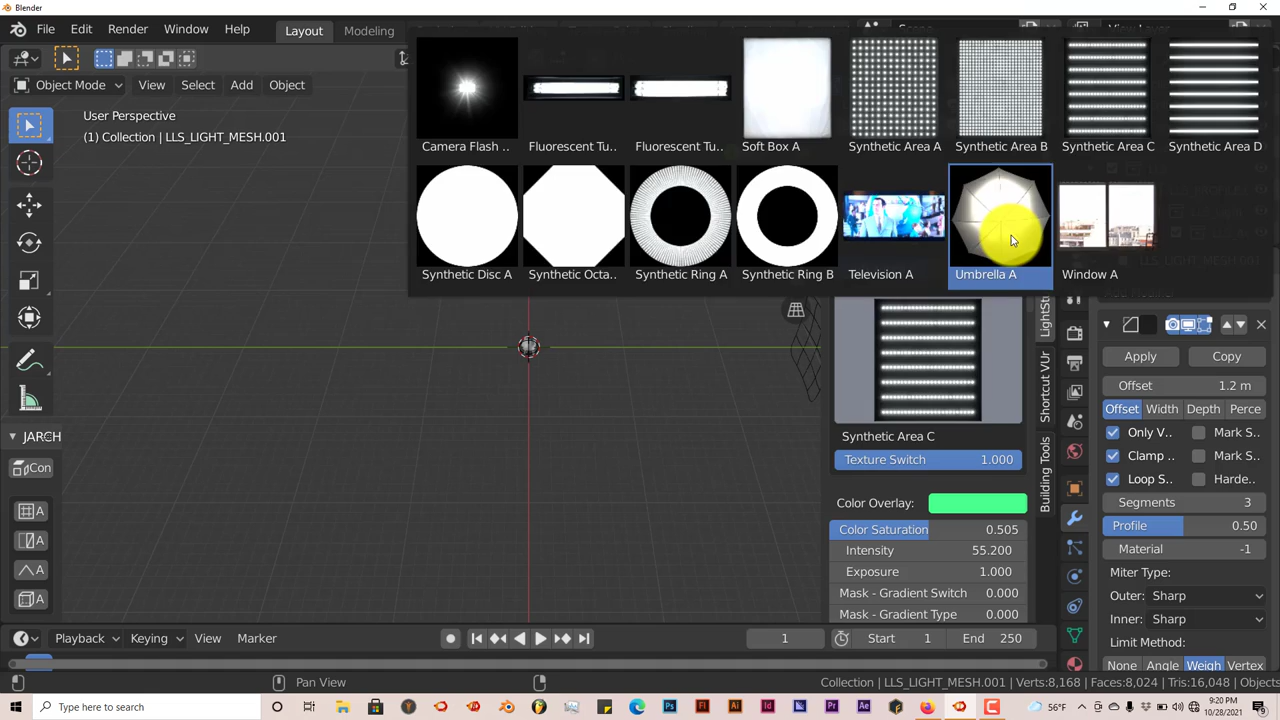 Blender
File Edit Render Window Help
Layout Modeling
Object Mode View Select Add Object
User Perspective
(1) Collection | LLS_LIGHT_MESH.001
Camera Flash ..
Fluorescent Tu..
Fluorescent Tu..
Soft Box A
Synthetic Area A
Synthetic Area B
Synthetic Area C
Synthetic Area D
Synthetic Disc A
Synthetic Octa..
Synthetic Ring A
Synthetic Ring B
Television A
Umbrella A
Window A
JARCH
Con
A
A
A
A
Synthetic Area C
Texture Switch 1.000
Color Overlay:
Color Saturation 0.505
Intensity 55.200
Exposure 1.000
Mask - Gradient Switch 0.000
Mask - Gradient Type 0.000
LightSt
Shortcut VUr
Building Tools
Apply Copy
Offset 1.2 m
Offset Width Depth Perce
Only V.. Mark S..
Clamp .. Mark S..
Loop S.. Harde..
Segments 3
Profile 0.50
Material -1
Miter Type:
Outer: Sharp
Inner: Sharp
Limit Method:
None Angle Weigh Vertex
Playback Keying View Marker
1 Start 1 End 250
Pan View
Collection | LLS_LIGHT_MESH.001 | Verts:8,168 | Faces:8,024 | Tris:16,048 | Objects
Type here to search
56°F
9:20 PM
10/28/2021